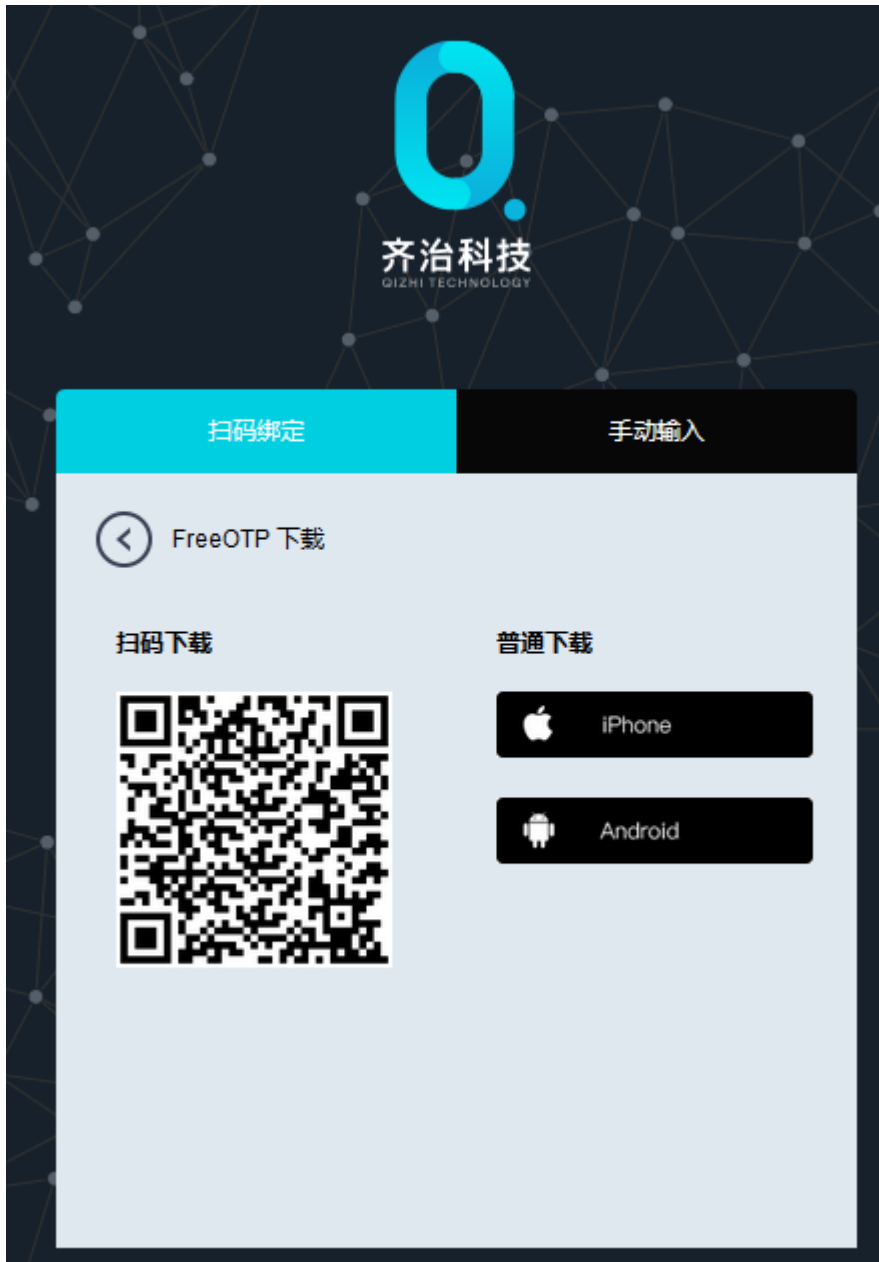 齐治科技
QIZHI TECHNOLOGY
扫码绑定
手动输入
FreeOTP 下载
扫码下载
普通下载
iPhone
Android